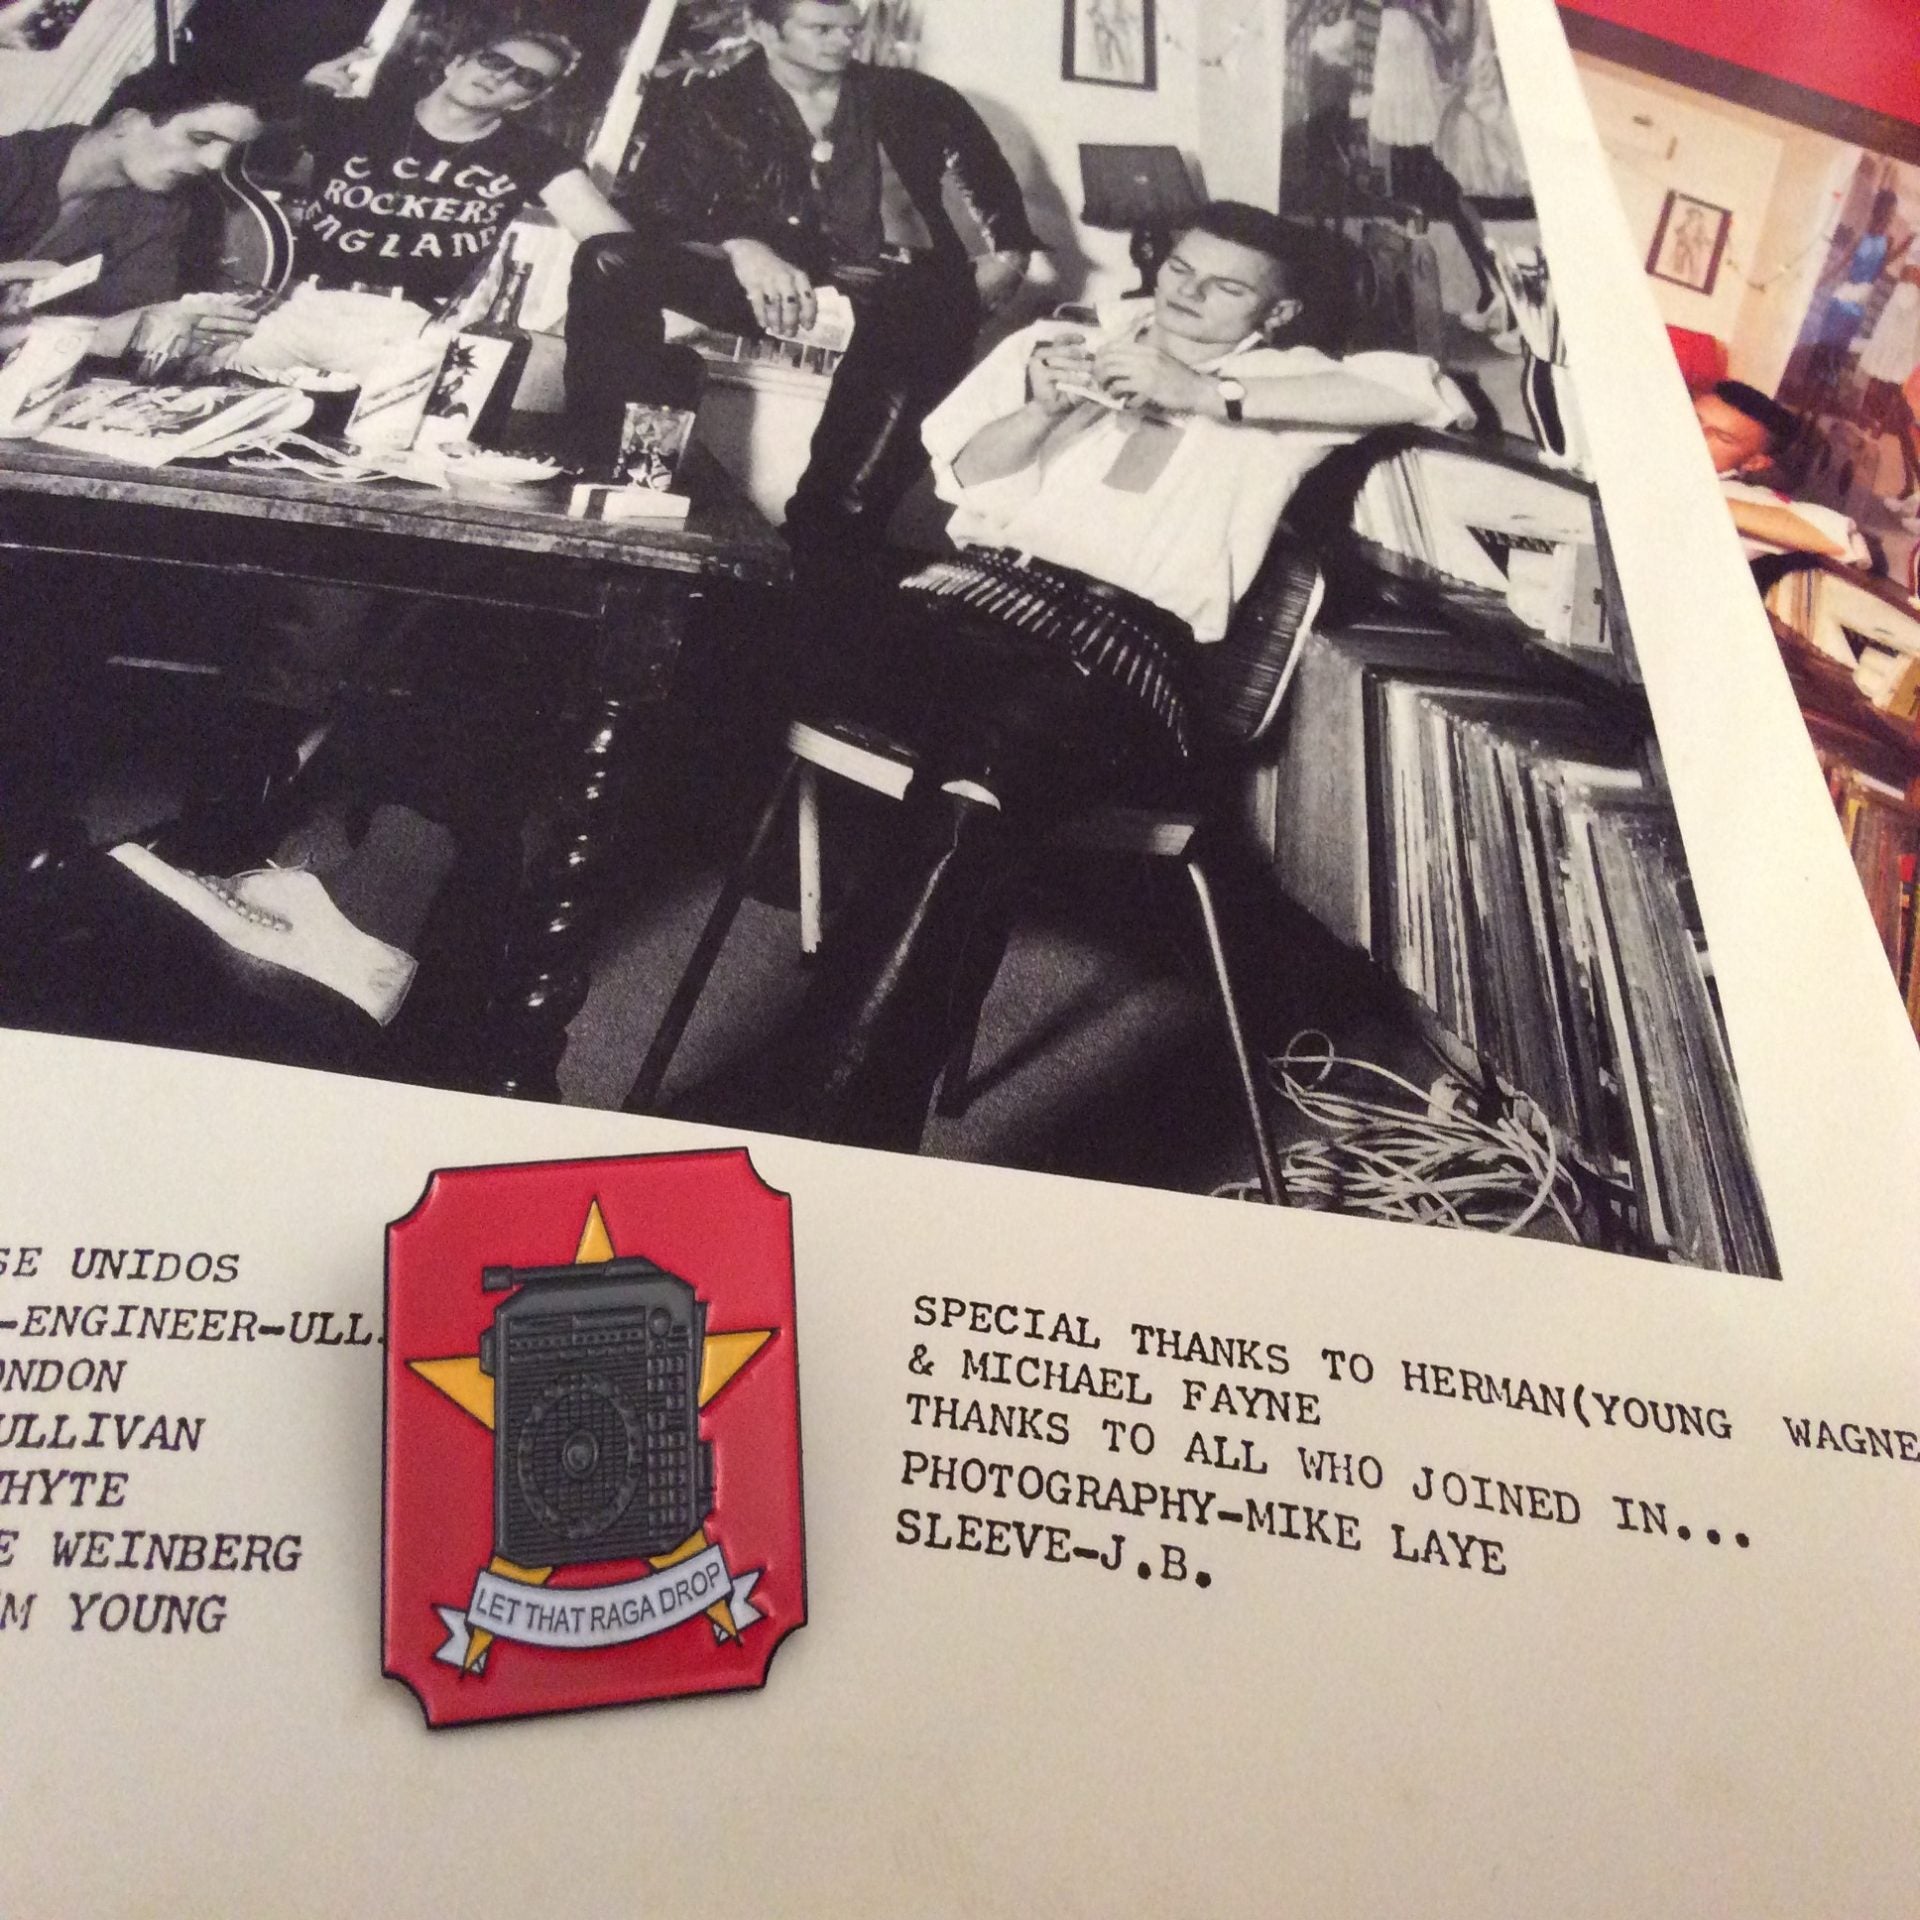 C CITY
ROCKERS
ENGLAND
SE UNIDOS
-ENGINEER-ULL
ONDON
ULLIVAN
HYTE
E WEINBERG
M YOUNG
LET THAT RAGA DROP
SPECIAL THANKS TO HERMAN(YOUNG WAGNE
& MICHAEL FAYNE
THANKS TO ALL WHO JOINED IN...
PHOTOGRAPHY-MIKE LAYE
SLEEVE-J.B.